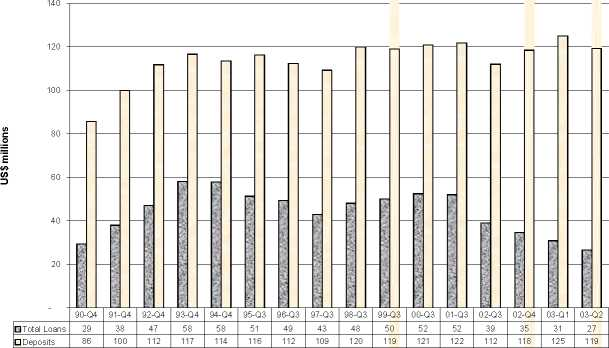 140
120
100
80
60
40
20
-
US$ millions
90-Q4 91-Q4 92-Q4 93-Q4 94-Q4 95-Q3 96-Q3 97-Q3 98-Q3 99-Q3 00-Q3 01-Q3 02-Q3 02-Q4 03-Q1 03-Q2
Total Loans 29 38 47 58 58 51 49 43 48 50 52 52 39 35 31 27
Deposits 86 100 112 117 114 116 112 109 120 119 121 122 112 118 125 119